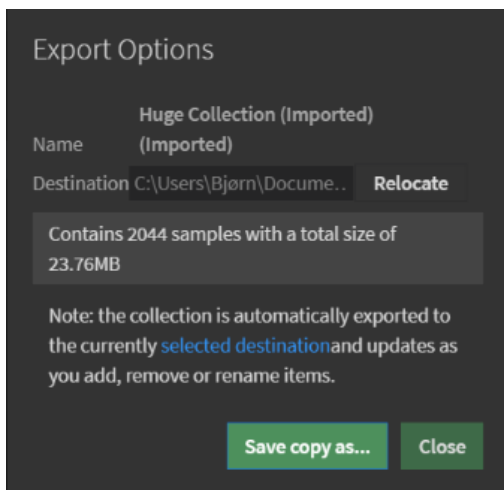 Export Options
Huge Collection (Imported)
Name (Imported)
Destination C:\Users\Bjørn\Docume.. Relocate
Contains 2044 samples with a total size of
23.76MB
Note: the collection is automatically exported to
the currently selected destinationand updates as
you add, remove or rename items.
Save copy as... Close